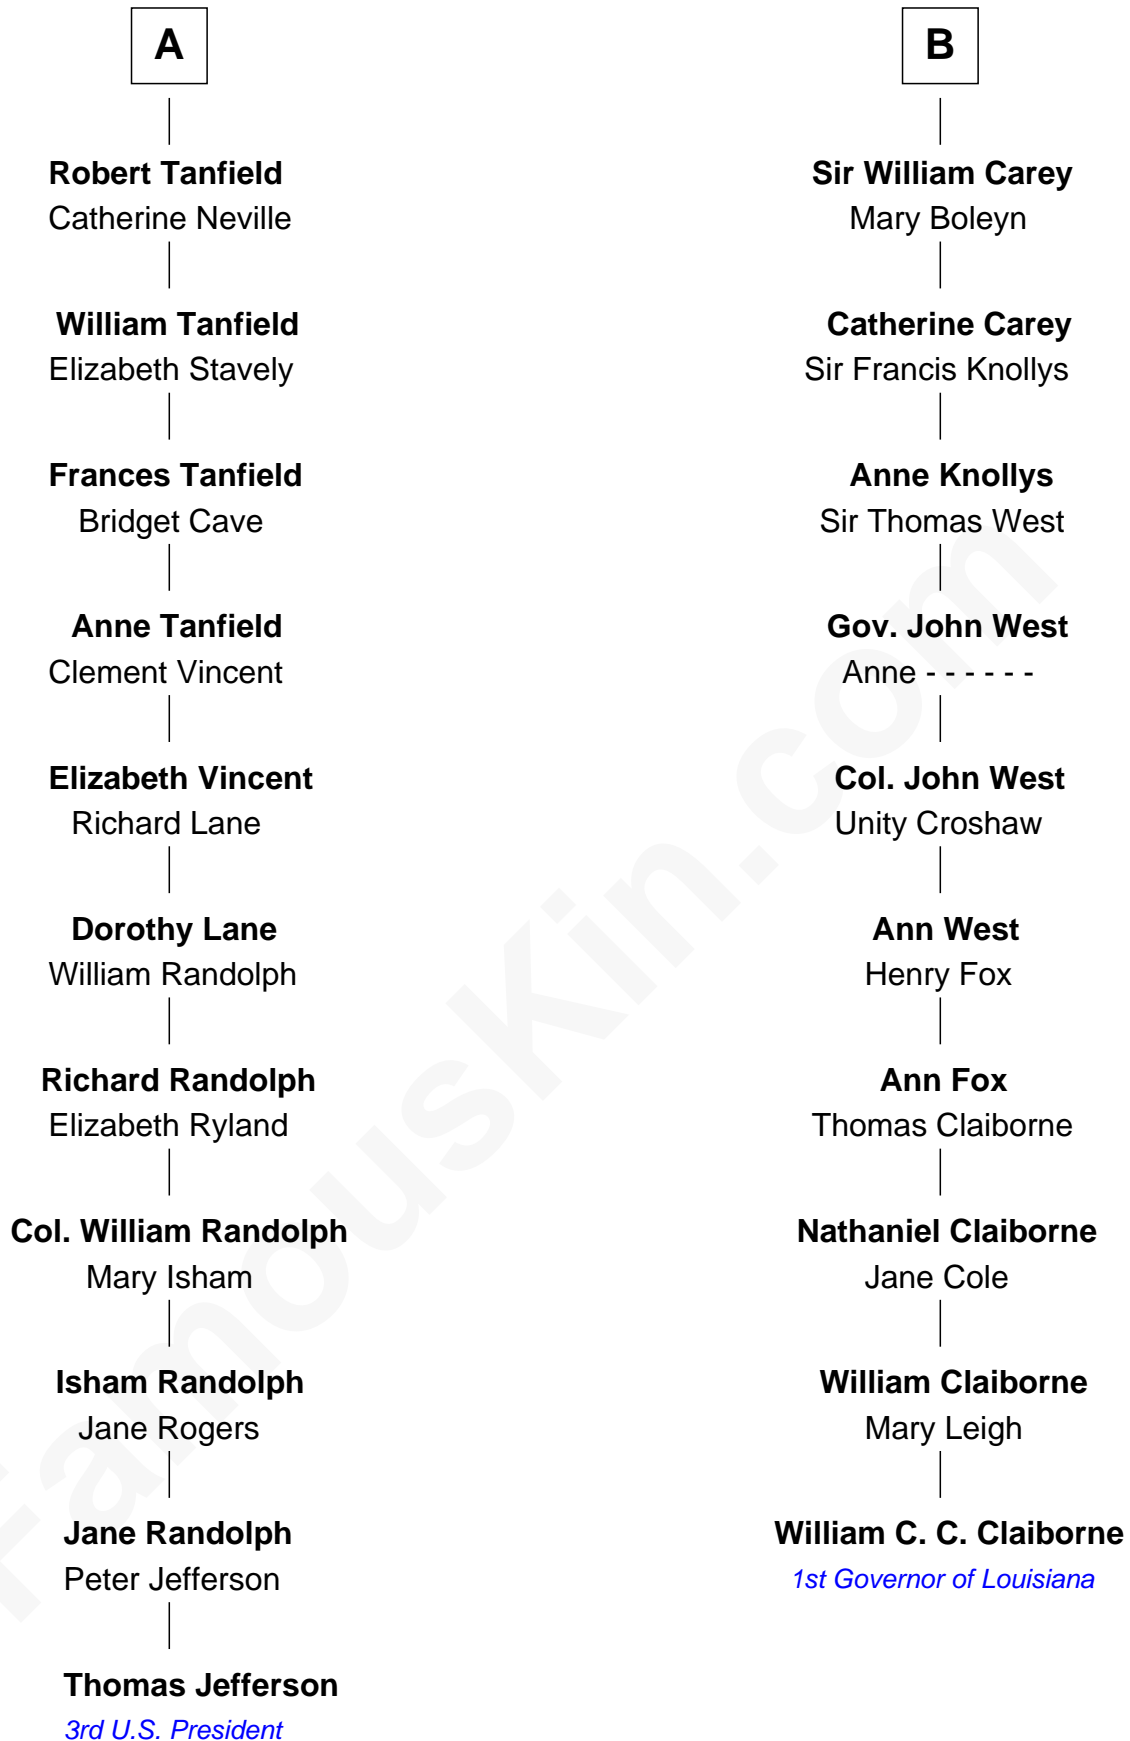 A
Robert Tanfield
Catherine Neville
William Tanfield
Elizabeth Stavely
Frances Tanfield
Bridget Cave
Anne Tanfield
Clement Vincent
Elizabeth Vincent
Richard Lane
Dorothy Lane
William Randolph
Richard Randolph
Elizabeth Ryland
Col. William Randolph
Mary Isham
Isham Randolph
Jane Rogers
Jane Randolph
Peter Jefferson
Thomas Jefferson
3rd U.S. President
B
Sir William Carey
Mary Boleyn
Catherine Carey
Sir Francis Knollys
Anne Knollys
Sir Thomas West
Gov. John West
Anne - - - - - -
Col. John West
Unity Croshaw
Ann West
Henry Fox
Ann Fox
Thomas Claiborne
Nathaniel Claiborne
Jane Cole
William Claiborne
Mary Leigh
William C. C. Claiborne
1st Governor of Louisiana
FamousKin.com